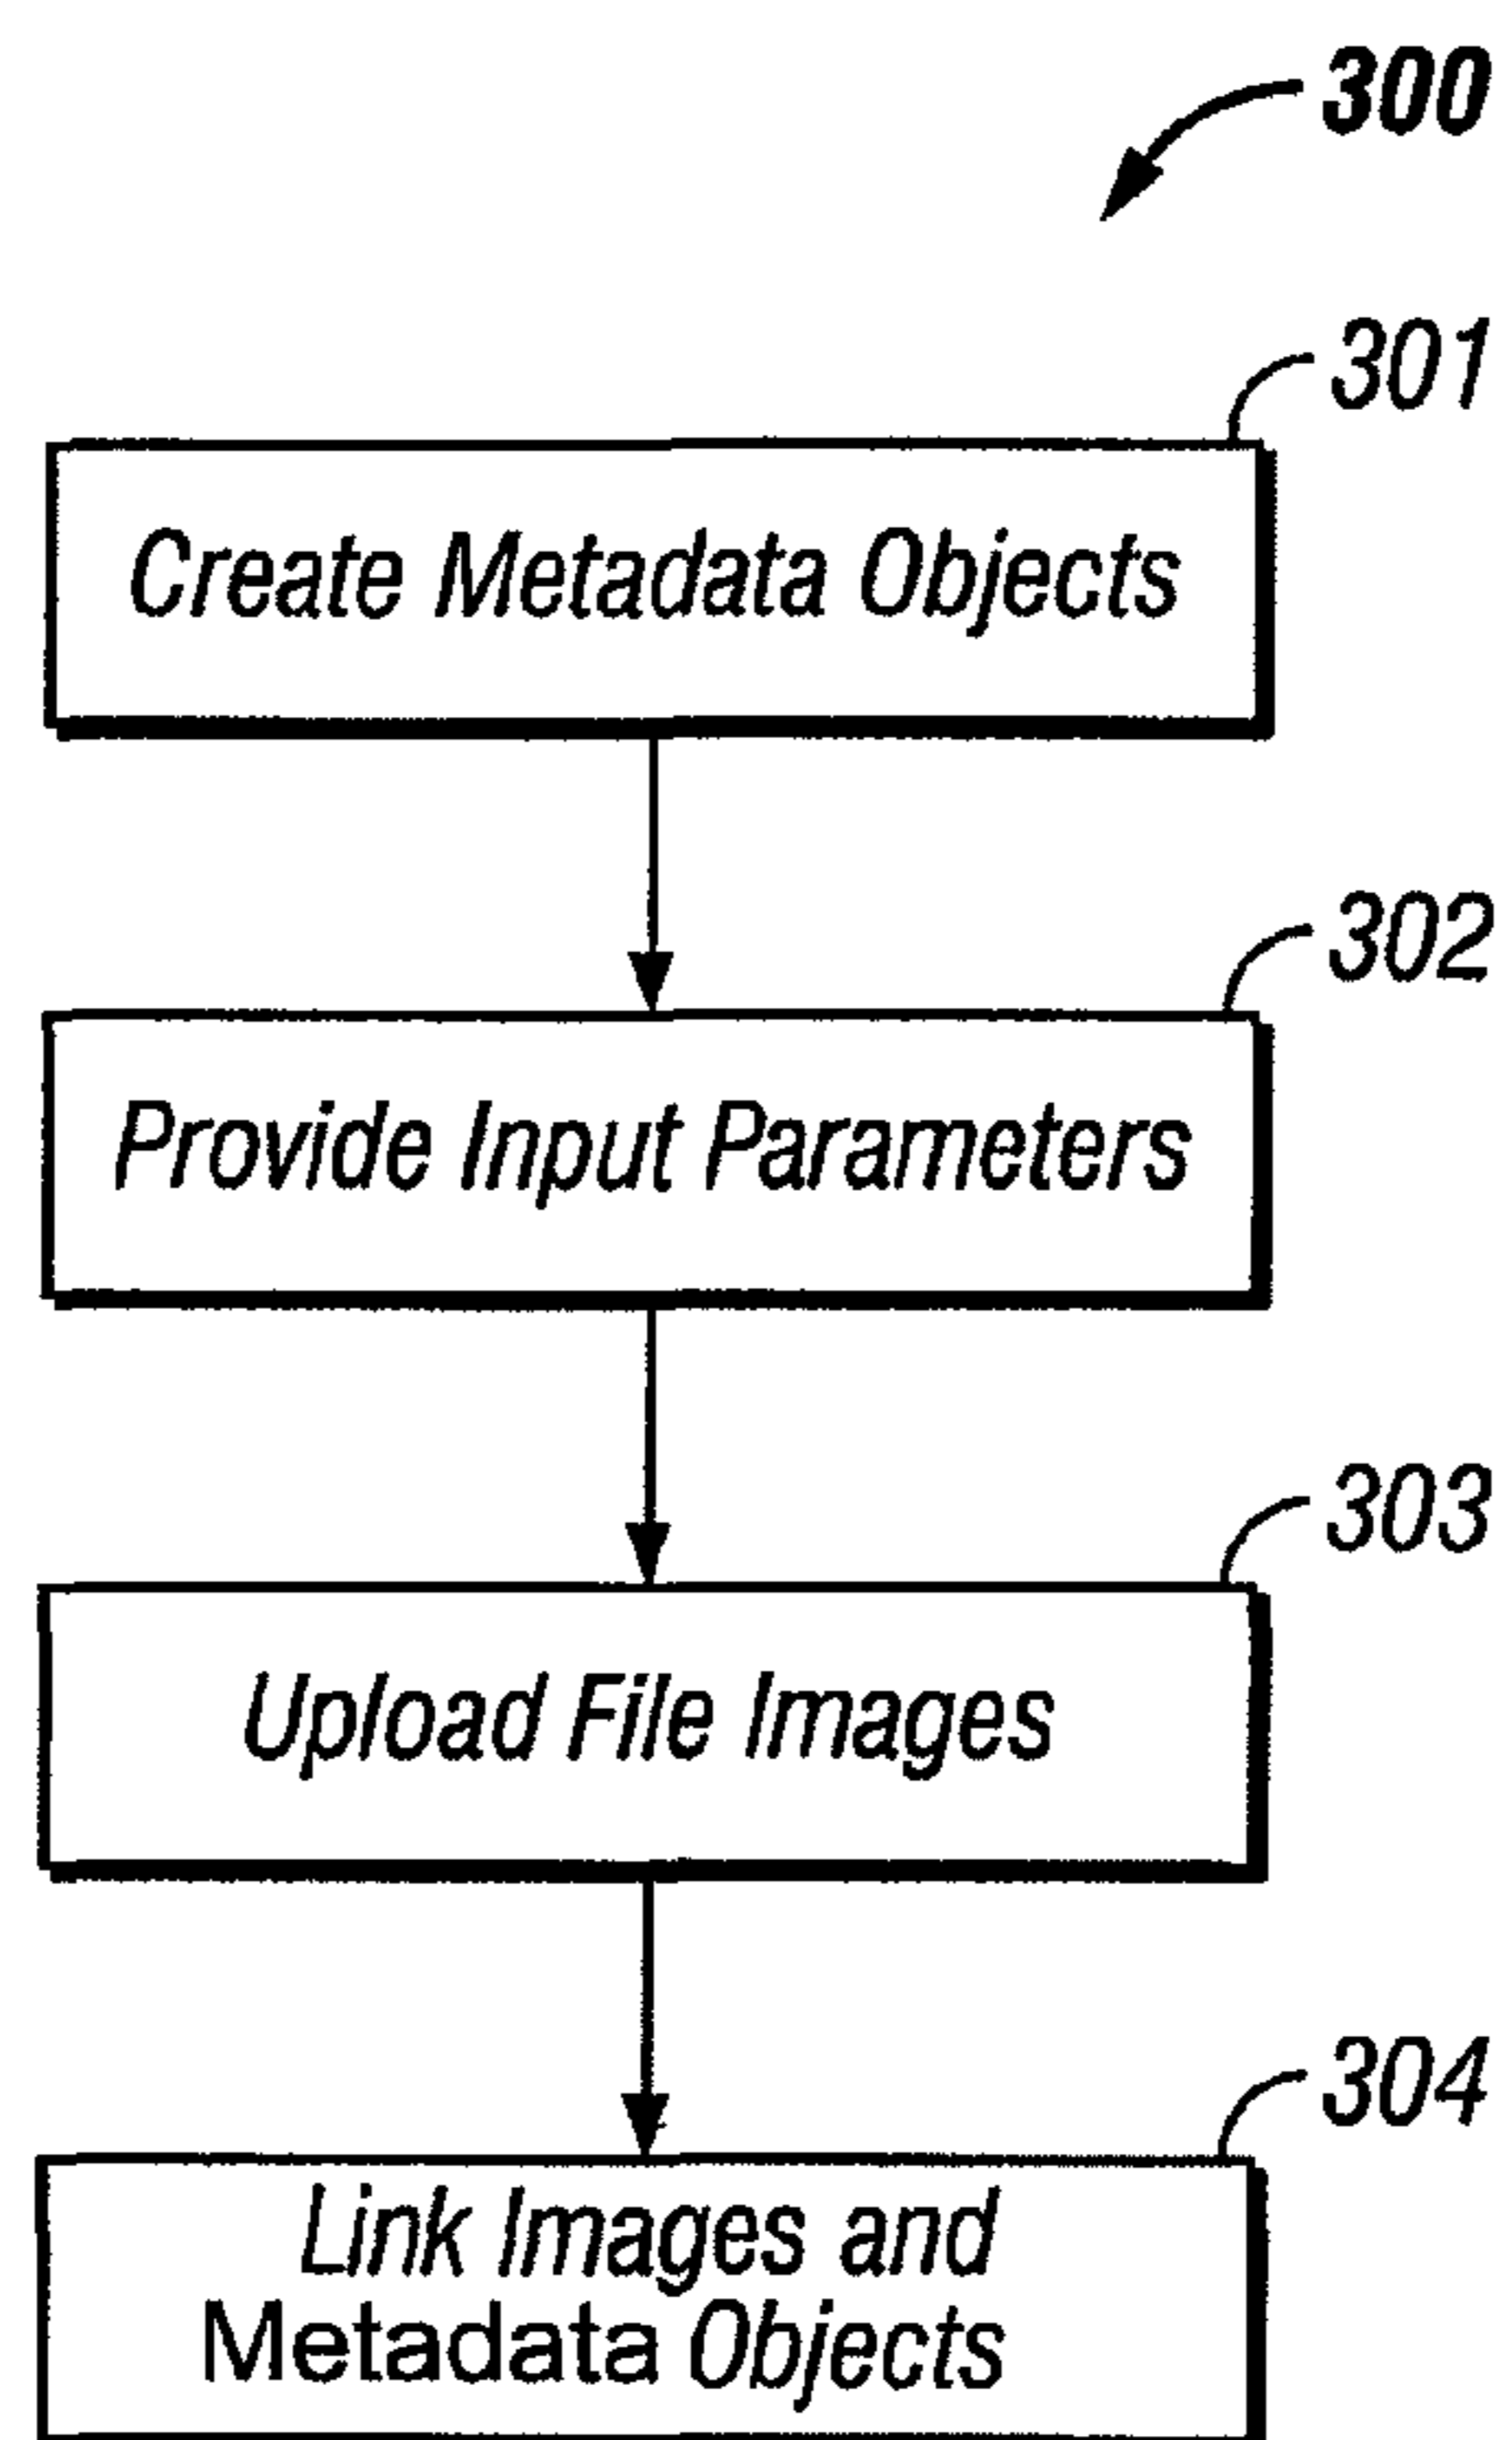 300
301
Create Metadata Objects
302
Provide Input Parameters
303
Upload File Images
304
Link Images and
Metadata Objects